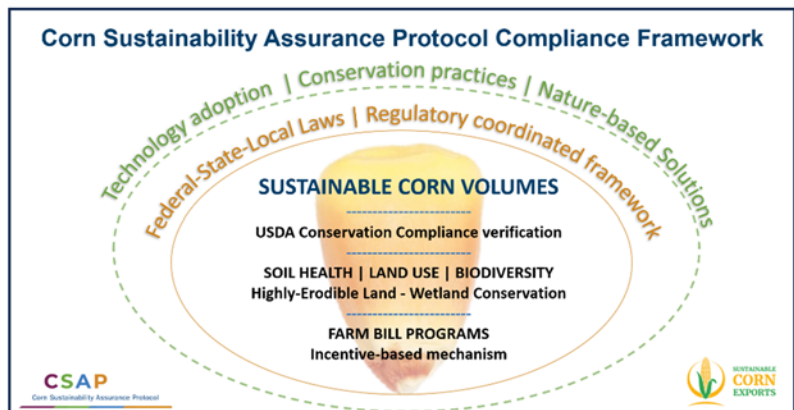 Corn Sustainability Assurance Protocol Compliance Framework
Technology adoption | Conservation practices | Nature-based Solutions
Federal-State-Local Laws | Regulatory coordinated framework
SUSTAINABLE CORN VOLUMES
USDA Conservation Compliance verification
SOIL HEALTH | LAND USE | BIODIVERSITY
Highly-Erodible Land - Wetland Conservation
FARM BILL PROGRAMS
Incentive-based mechanism
CSAP
Corn Sustainability Assurance Protocol
SUSTAINABLE
CORN
EXPORTS